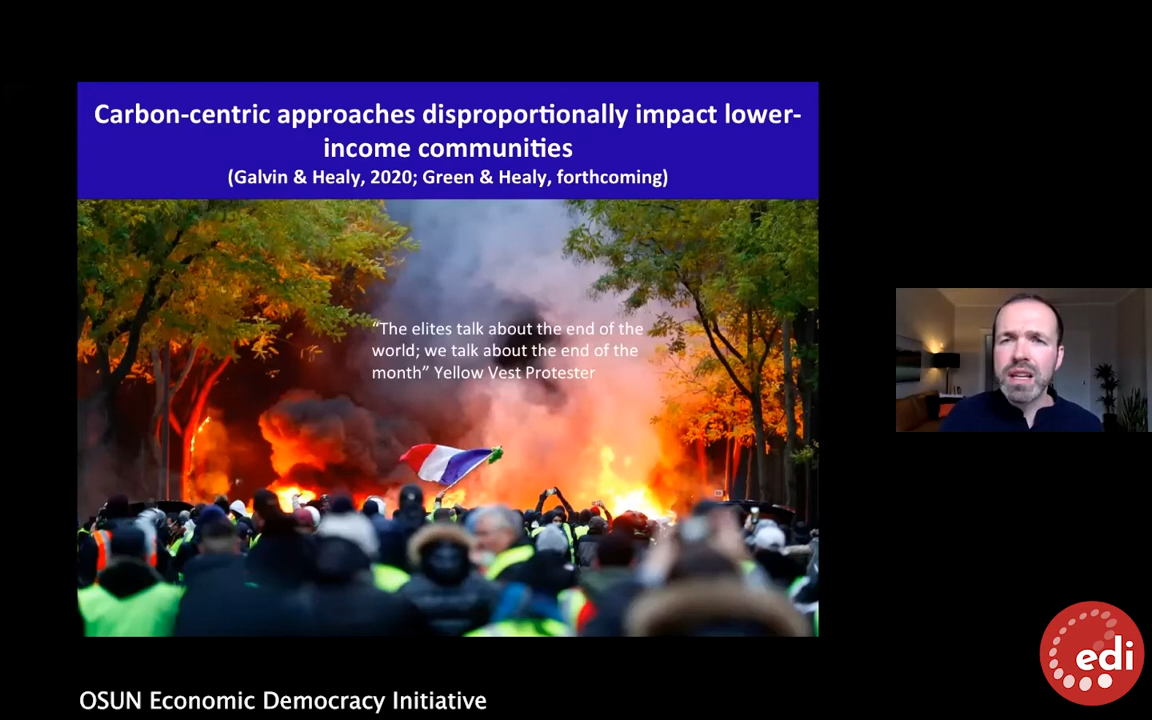 Carbon-centric approaches disproportionally impact lower-
income communities
(Galvin & Healy, 2020; Green & Healy, forthcoming)
“The elites talk about the end of the
world; we talk about the end of the
month” Yellow Vest Protester
edi
OSUN Economic Democracy Initiative